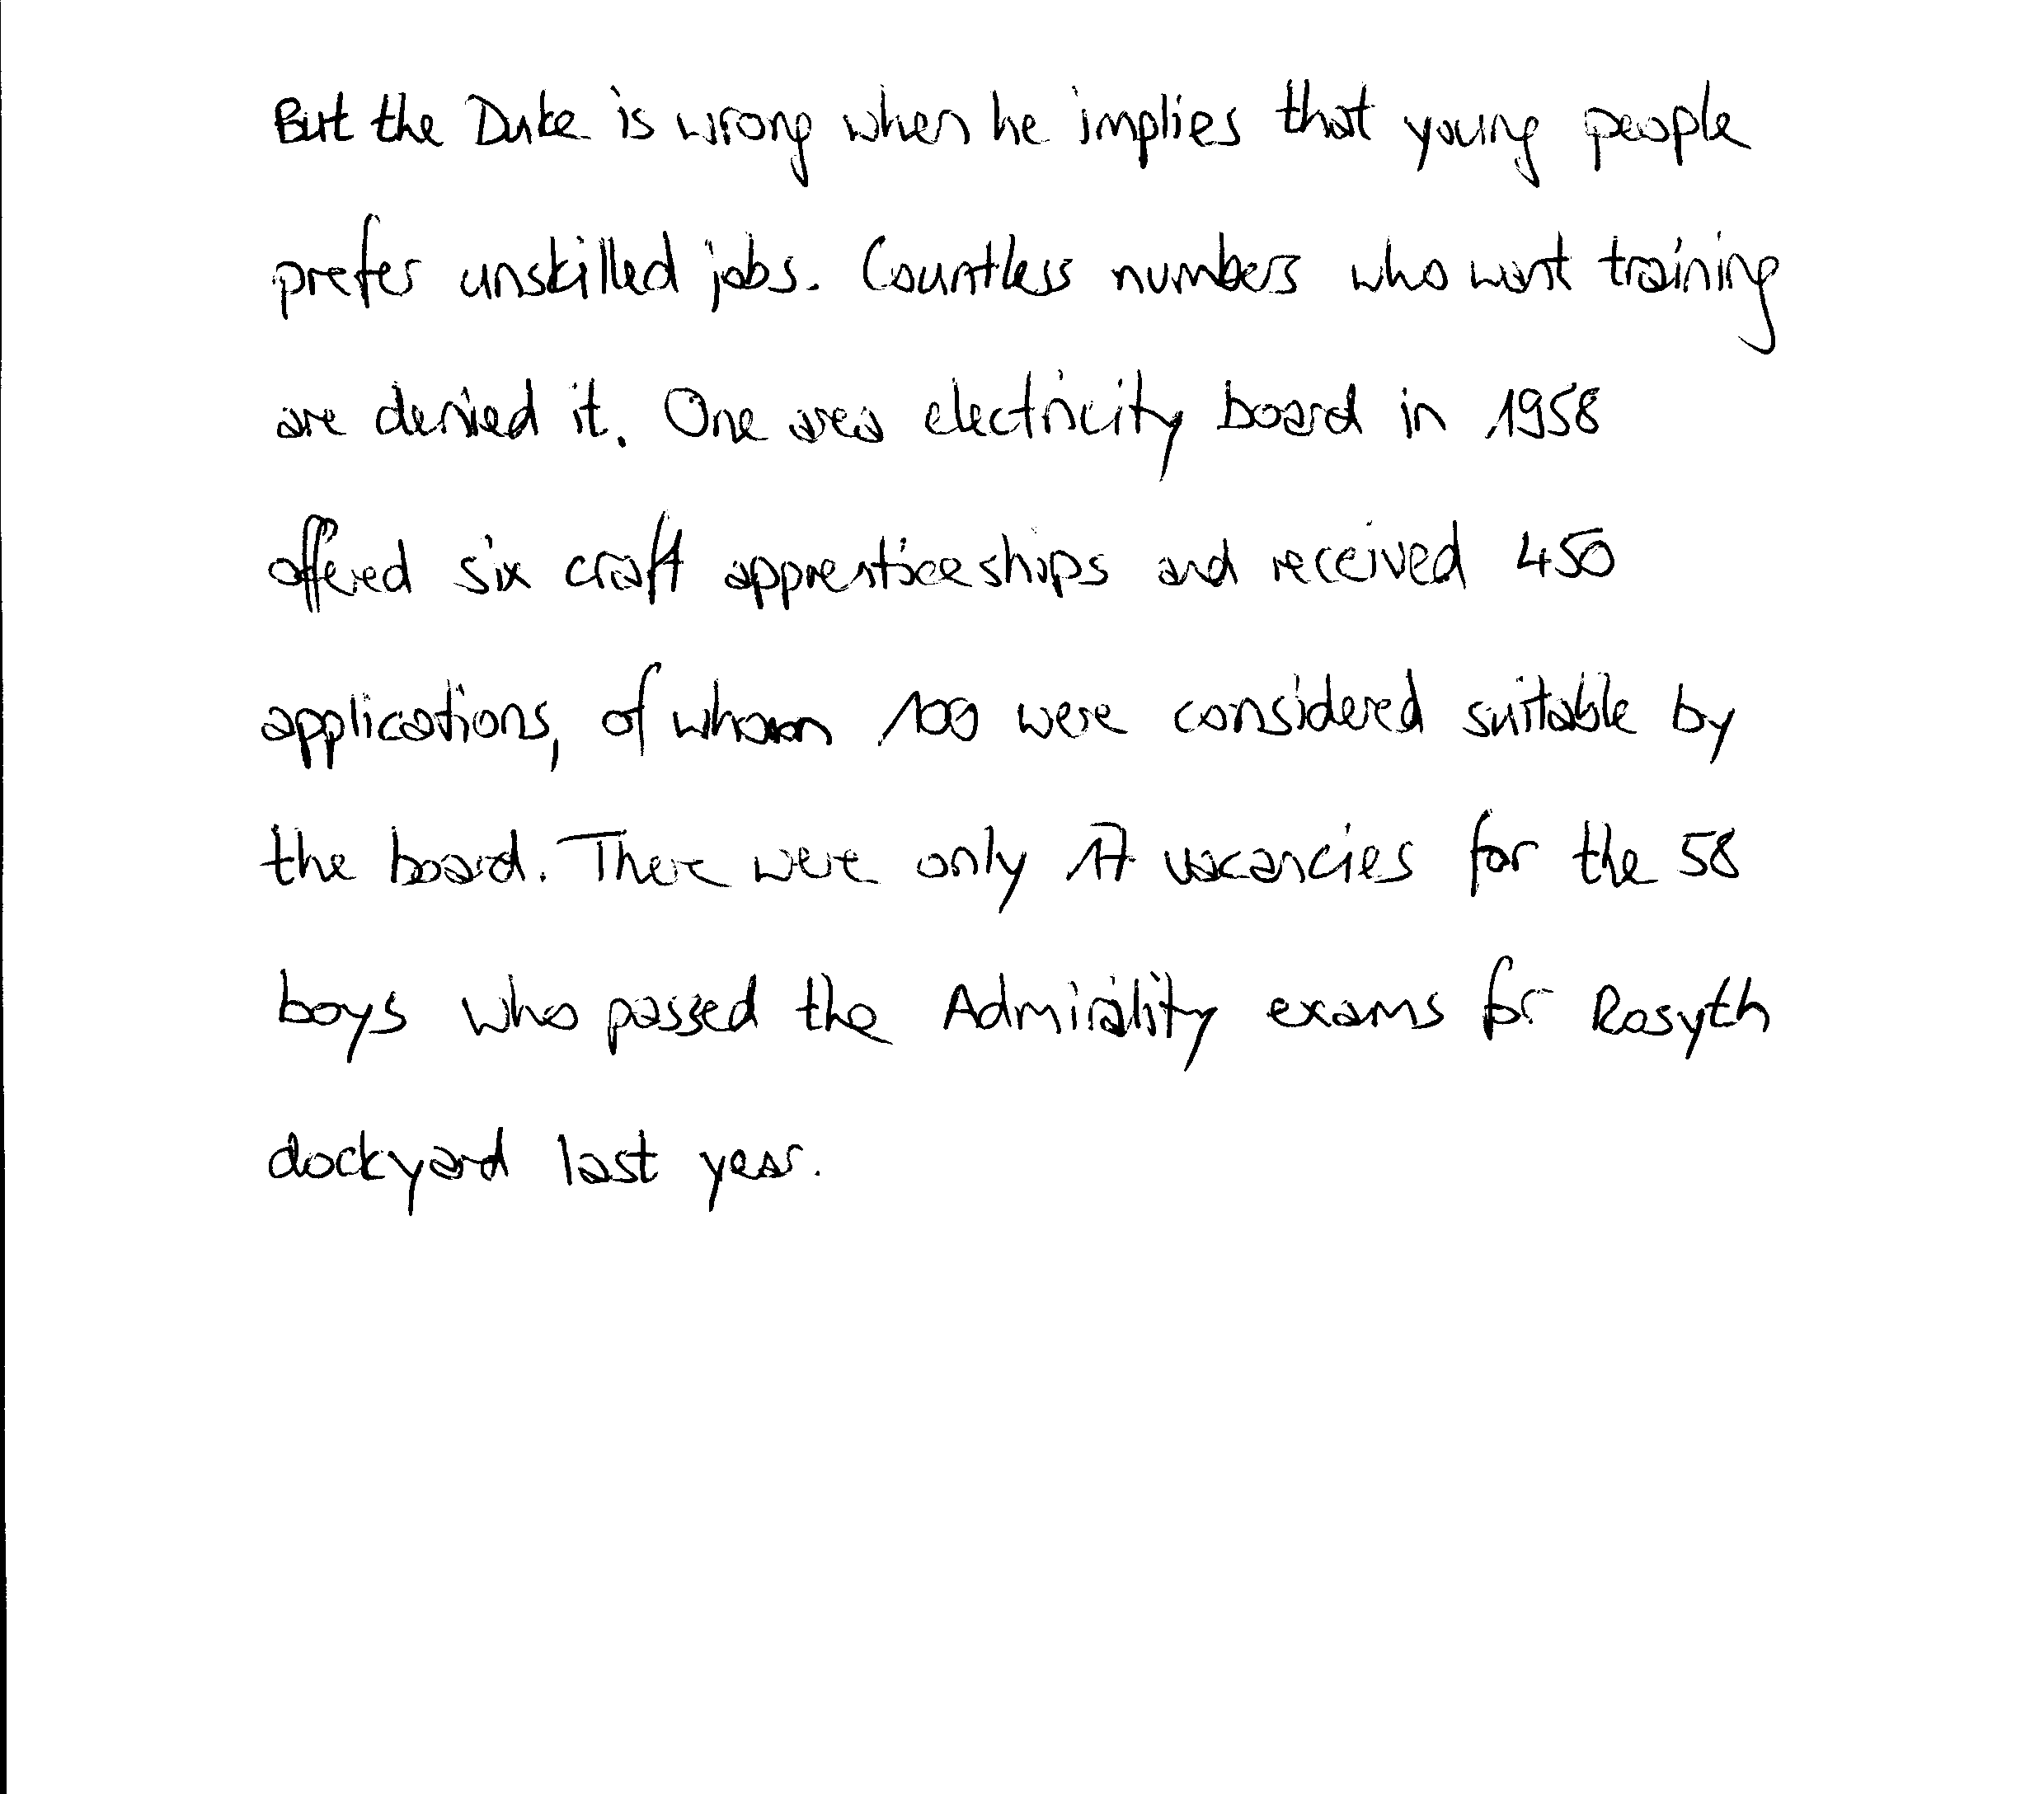 But the Duke is wrong when he implies that young people
prefer unskilled jobs. Countless numbers who want training
are denied it. One area electricity board in 1958
offered six craft apprenticeships and received 450
applications, of whom 100 were considered suitable by
the board. There were only 17 vacancies for the 58
boys who passed the Admirality exams for Rosyth
dockyard last year.